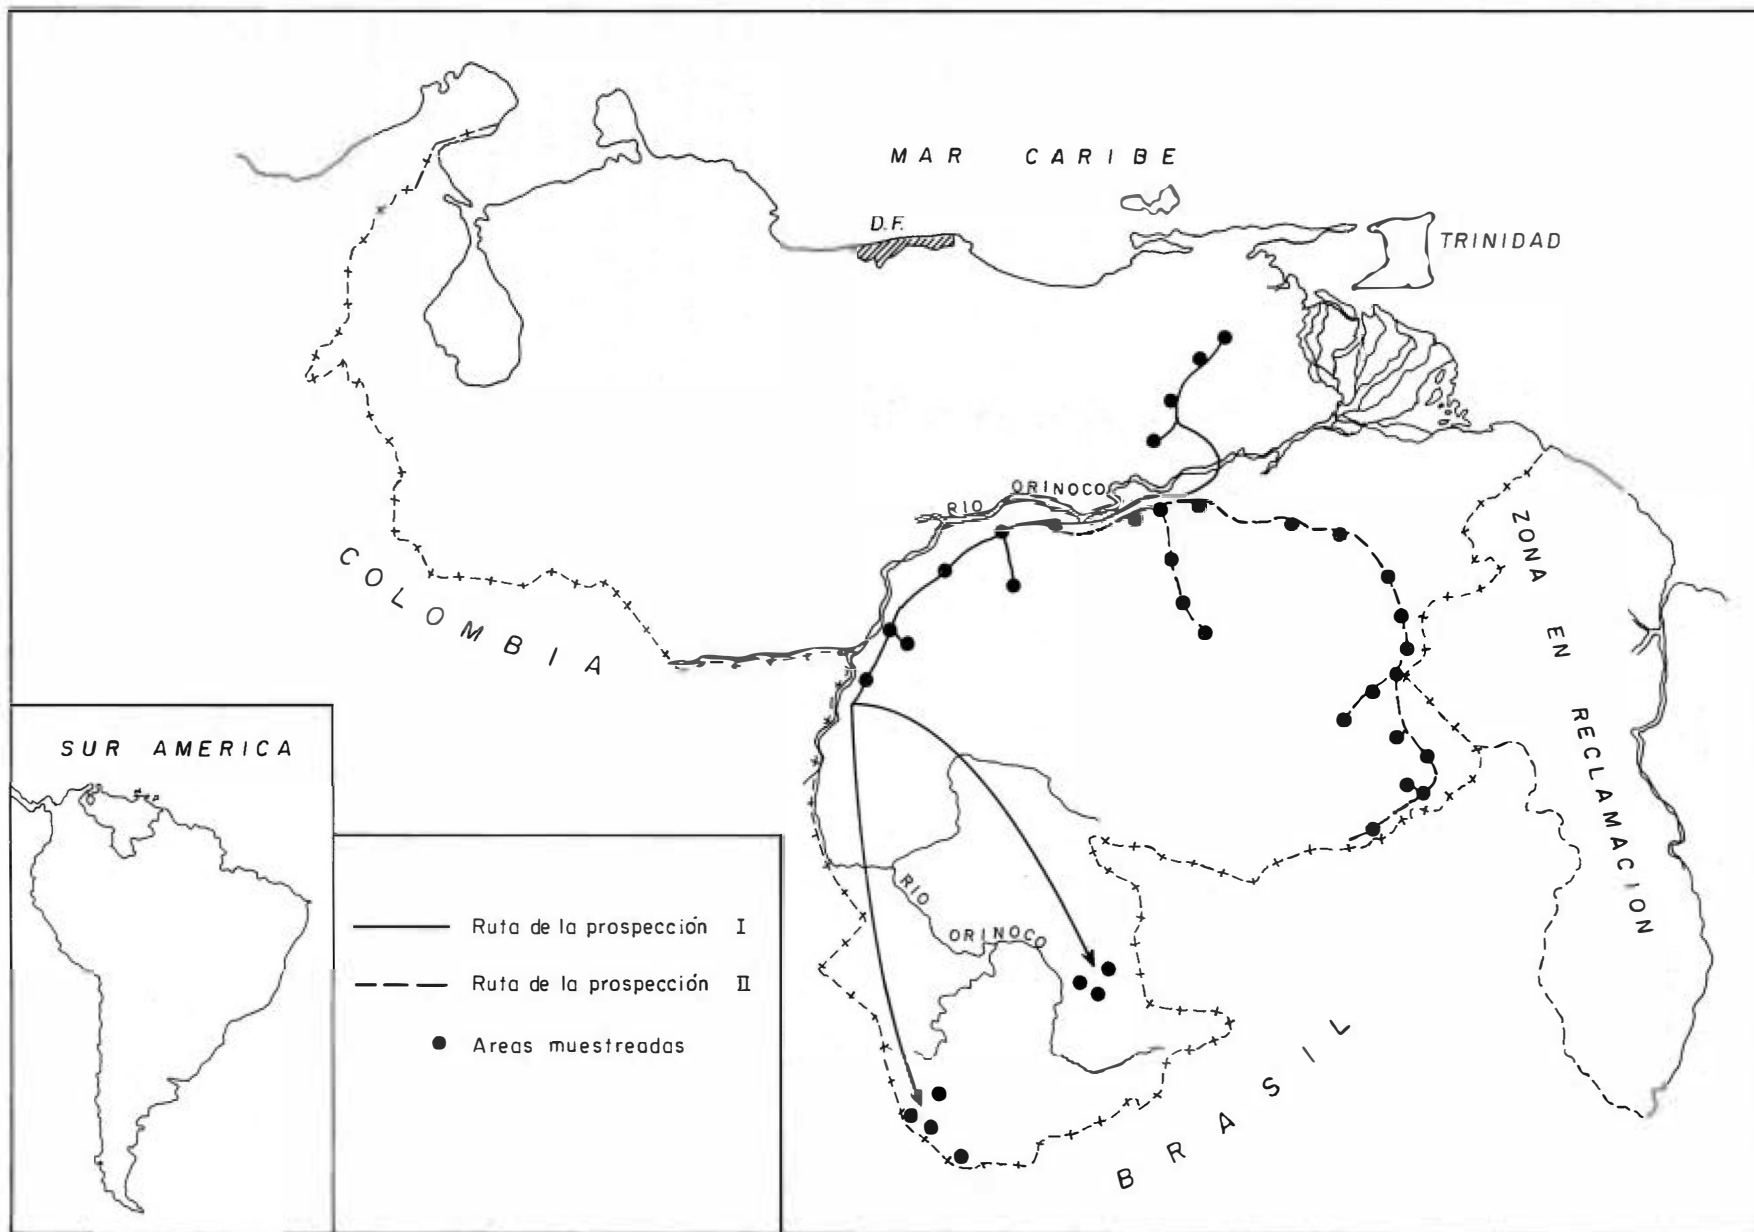 MAR CARIBE
D.F.
TRINIDAD
RIO ORINOCO
COLOMBIA
ZONA EN RECLAMACION
SUR AMERICA
RIO
ORINOCO
Ruta de la prospección I
Ruta de la prospección II
Areas muestreadas
BRASIL